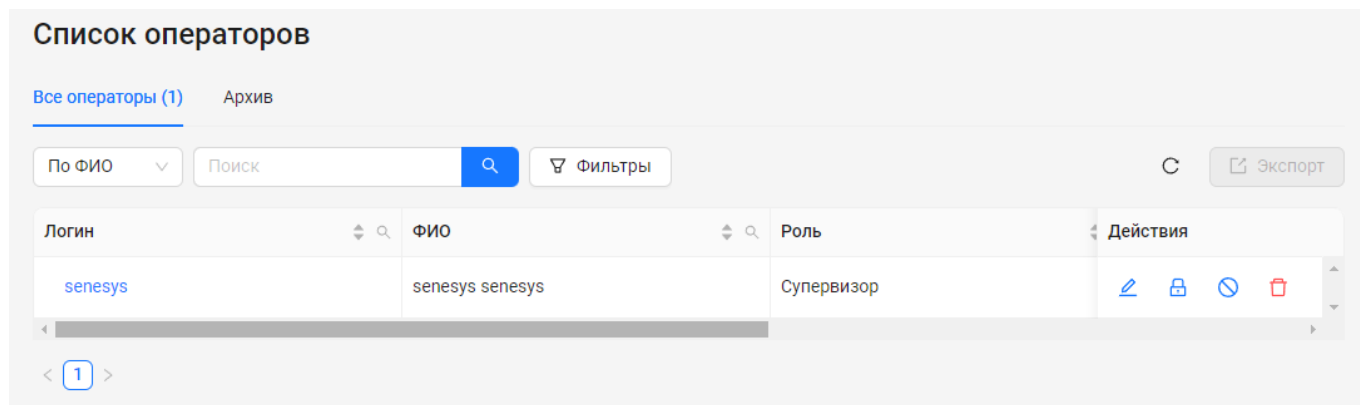 Список операторов
Все операторы (1) Архив
По ФИО Поиск Фильтры Экспорт
Логин ФИО Роль Действия
senesys senesys senesys Супервизор
< 1 >